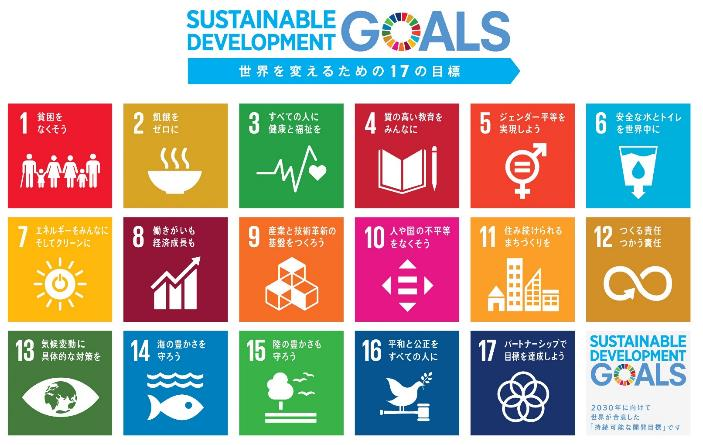 SUSTAINABLE
DEVELOPMENT
GOALS
世界を変えるための17の目標
1 貧困を
なくそう
2 飢餓を
ゼロに
3 すべての人に
健康と福祉を
4 質の高い教育を
みんなに
5 ジェンダー平等を
実現しよう
6 安全な水とトイレ
を世界中に
7 エネルギーをみんなに
そしてクリーンに
8 働きがいも
経済成長も
9 産業と技術革新の
基盤をつくろう
10 人や国の不平等
をなくそう
11 住み続けられる
まちづくりを
12 つくる責任
つかう責任
13 気候変動に
具体的な対策を
14 海の豊かさを
守ろう
15 陸の豊かさも
守ろう
16 平和と公正を
すべての人に
17 パートナーシップで
目標を達成しよう
SUSTAINABLE
DEVELOPMENT
GOALS
2030年に向けて
世界が合意した
「持続可能な開発目標」です